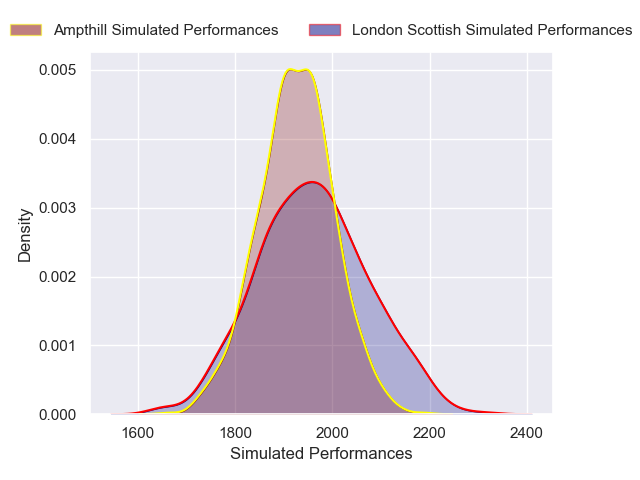 Ampthill Simulated Performances London Scottish Simulated Performances
0.005
0.004
0.003
0.002
0.001
0.000
Density
1600 1800 2000 2200 2400
Simulated Performances